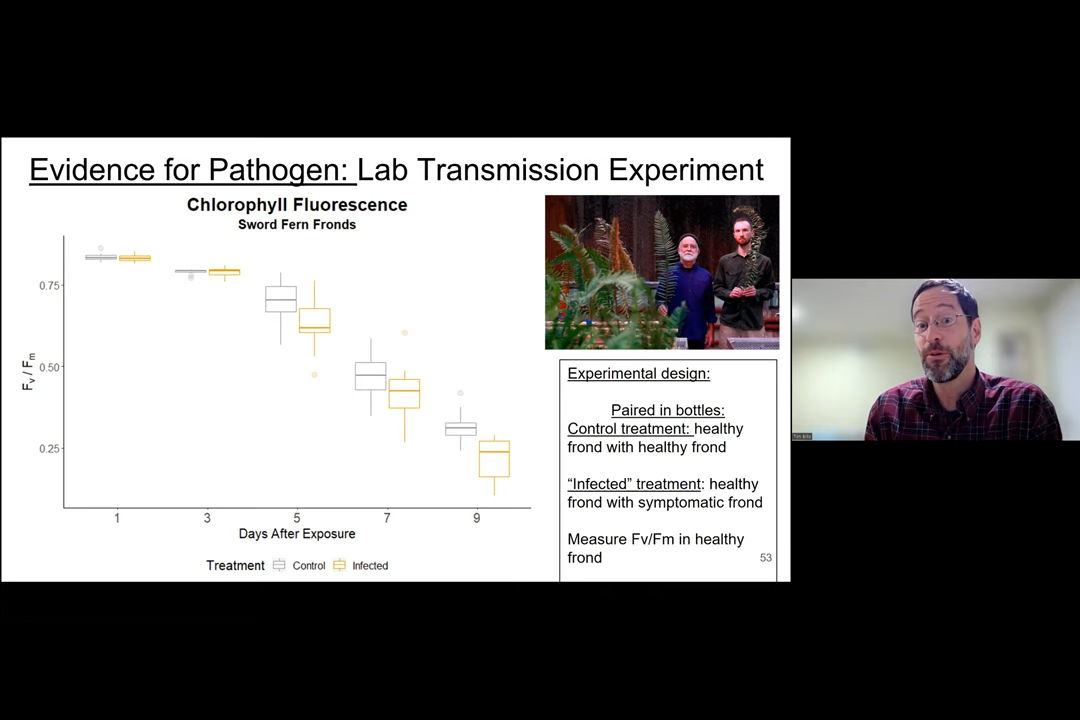 Evidence for Pathogen: Lab Transmission Experiment
Chlorophyll Fluorescence
Sword Fern Fronds
0.75
0.50
0.25
Fv / Fm
1 3 5 7 9
Days After Exposure
Treatment Control Infected
Experimental design:
Paired in bottles:
Control treatment: healthy
frond with healthy frond
“Infected” treatment: healthy
frond with symptomatic frond
Measure Fv/Fm in healthy
frond
53